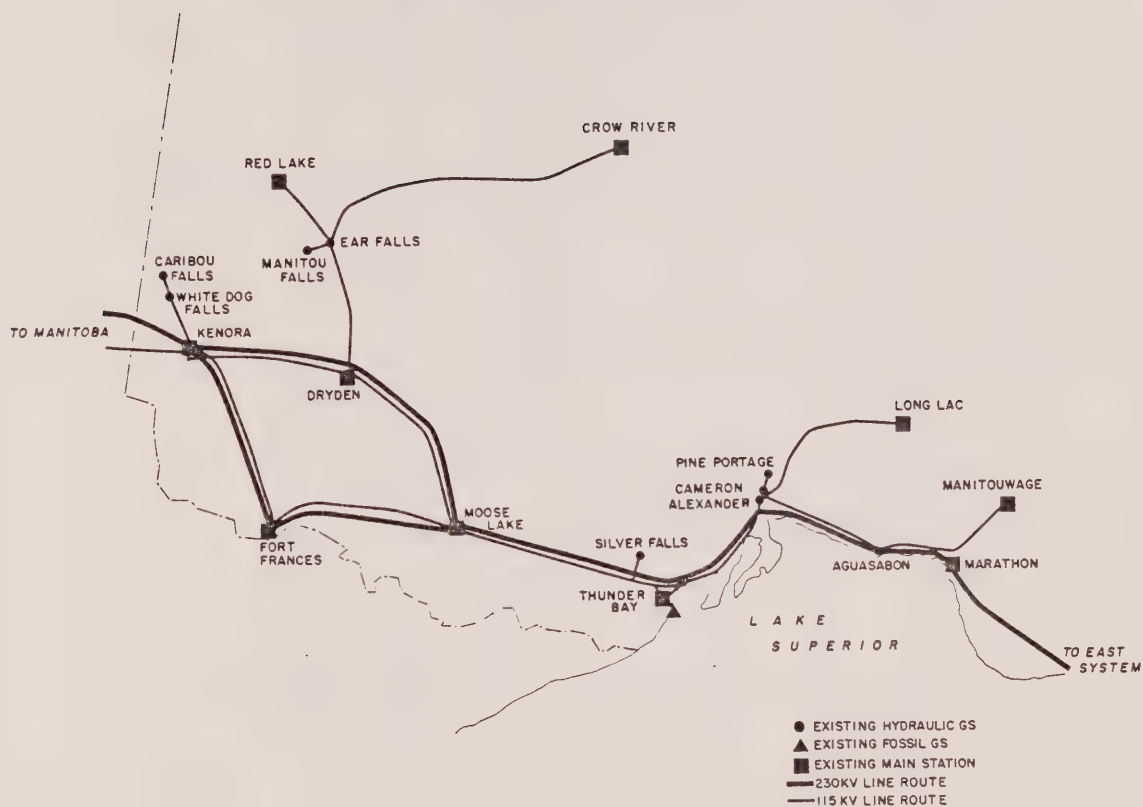 CROW RIVER
RED LAKE
EAR FALLS
MANITOU
FALLS
CARIBOU
FALLS
WHITE DOG
FALLS
TO MANITOBA
KENORA
DRYDEN
LONG LAC
PINE PORTAGE
CAMERON
ALEXANDER
MANITOUWAGE
MOOSE
LAKE
FORT
FRANCES
SILVER FALLS
THUNDER
BAY
AGUASABON
MARATHON
LAKE
SUPERIOR
TO EAST
SYSTEM
EXISTING HYDRAULIC GS
EXISTING FOSSIL GS
EXISTING MAIN STATION
230KV LINE ROUTE
115KV LINE ROUTE